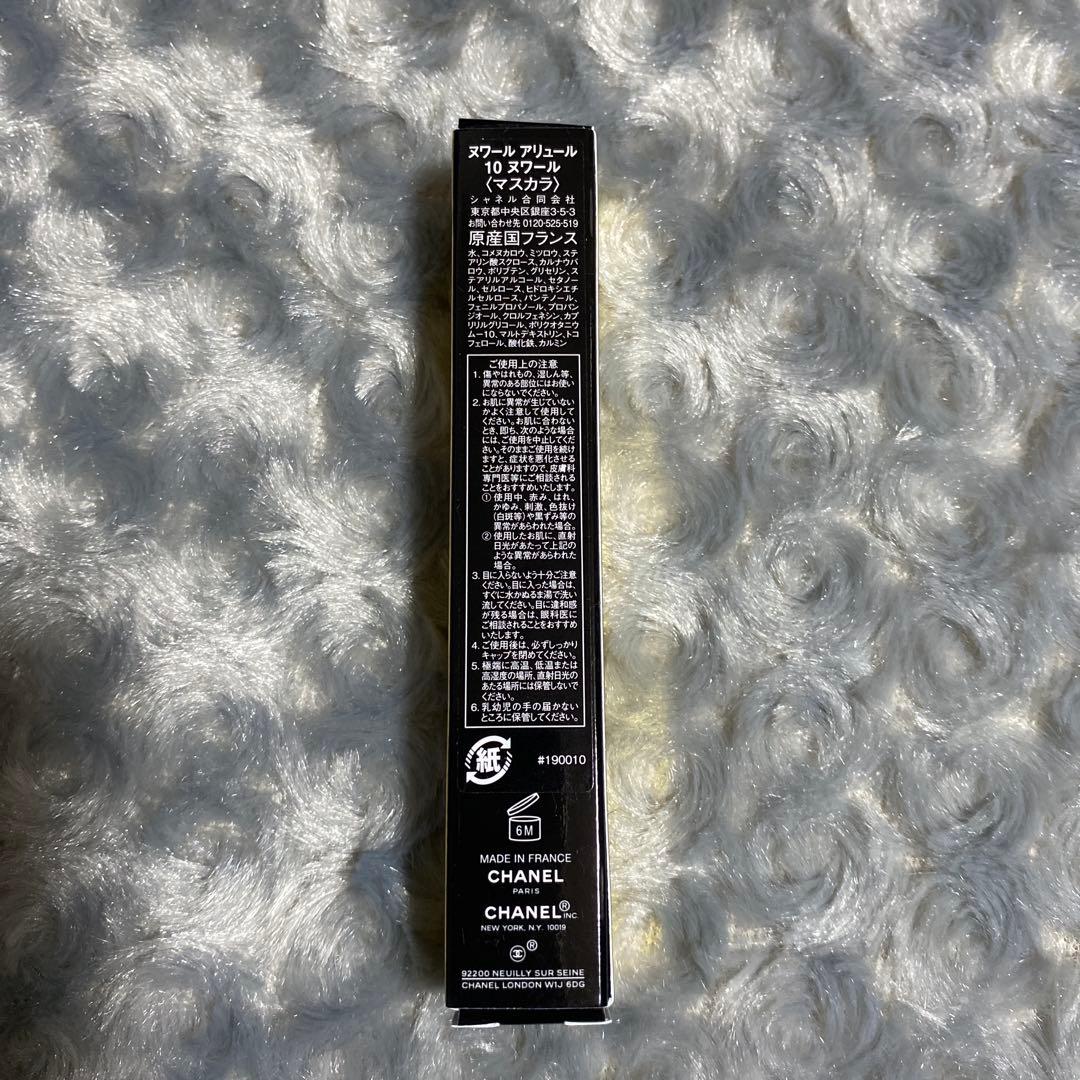 ヌワール アリュール
10 ヌワール
〈マスカラ〉
シャネル合同会社
東京都中央区銀座3-5-3
お問い合わせ先 0120-525-519
原産国フランス
水、コメヌカロウ、ミツロウ、ステ
アリン酸スクロース、カルナウバ
ロウ、ポリブテン、グリセリン、ス
テアリルアルコール、セタノー
ル、セルロース、ヒドロキシエチ
ルセルロース、パンテノール、
フェニルプロパノール、プロパン
ジオール、クロルフェネシン、カプ
リリルグリコール、ポリクオタニウ
ムー10、マルトデキストリン、トコ
フェロール、酸化鉄、カルミン
ご使用上の注意
1. 傷やはれもの、湿しん等、
異常のある部位にはお使い
にならないでください。
2. お肌に異常が生じていない
かよく注意して使用して
ください。お肌に合わない
とき、即ち、次のような場合
には、ご使用を中止してくだ
さい。そのままご使用を続け
ますと、症状を悪化させる
ことがありますので、皮膚科
専門医等にご相談される
ことをおすすめいたします。
① 使用中、赤み、はれ、
かゆみ、刺激、色抜け
(白斑等)や黒ずみ等の
異常があらわれた場合。
② 使用したお肌に、直射
日光があたって上記の
ような異常があらわれた
場合。
3. 目に入らないよう十分ご注意
ください。目に入った場合は、
すぐに水かぬるま湯で洗い
流してください。目に違和感
が残る場合は、眼科医に
ご相談されることをおすすめ
いたします。
4. ご使用後は、必ずしっかり
キャップを閉めてください。
5. 極端に高温、低温または
高湿度の場所、直射日光の
あたる場所には保管しないで
ください。
6. 乳幼児の手の届かない
ところに保管してください。
紙 #190010
6M
MADE IN FRANCE
CHANEL
PARIS
CHANEL® INC.
NEW YORK, N.Y. 10019
®
92200 NEUILLY SUR SEINE
CHANEL LONDON W1J 6DG